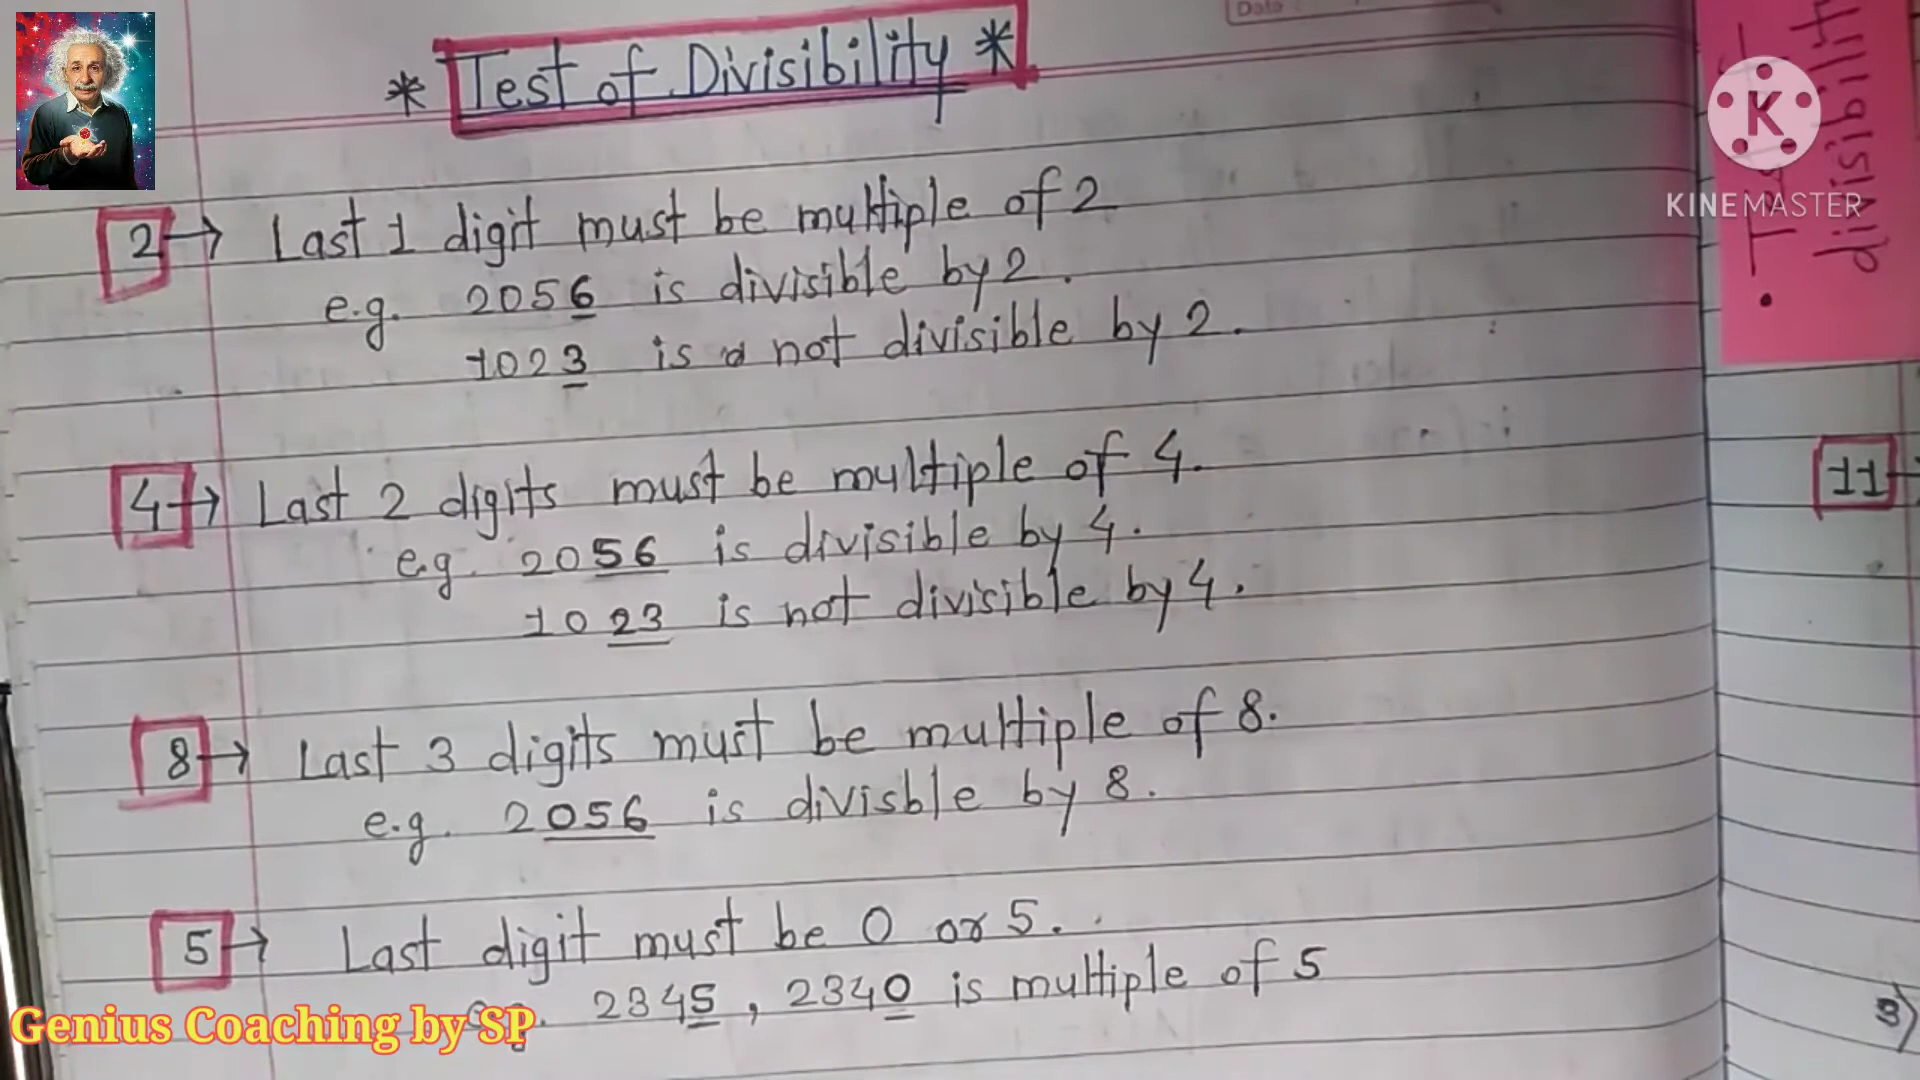 Date
* Test of Divisibility *
2 → Last 1 digit must be multiple of 2
e.g. 2056 is divisible by 2.
1023 is not divisible by 2.
4 → Last 2 digits must be multiple of 4.
e.g. 2056 is divisible by 4.
1023 is not divisible by 4.
8 → Last 3 digits must be multiple of 8.
e.g. 2056 is divisble by 8.
5 → Last digit must be 0 or 5.
e.g. 2345, 2340 is multiple of 5
Genius Coaching by SP
K
KINEMASTER
divisibility
11 →
3)